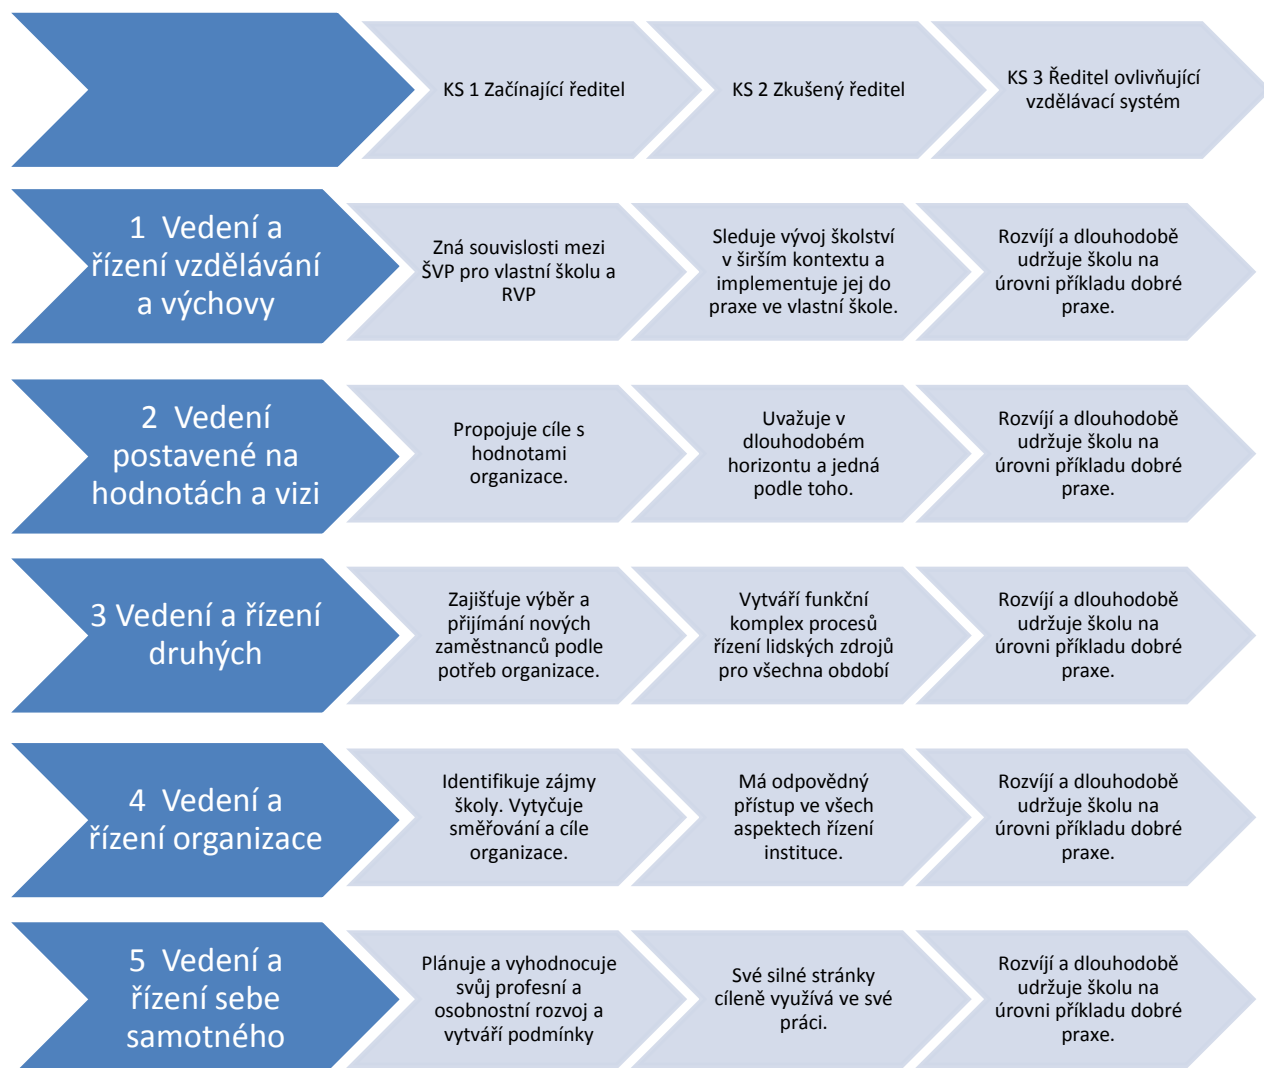 KS 1 Začínající ředitel
KS 2 Zkušený ředitel
KS 3 Ředitel ovlivňující
vzdělávací systém
1 Vedení a
řízení vzdělávání
a výchovy
Zná souvislosti mezi
ŠVP pro vlastní školu a
RVP
Sleduje vývoj školství
v širším kontextu a
implementuje jej do
praxe ve vlastní škole.
Rozvíjí a dlouhodobě
udržuje školu na
úrovni příkladu dobré
praxe.
2 Vedení
postavené na
hodnotách a vizi
Propojuje cíle s
hodnotami
organizace.
Uvažuje v
dlouhodobém
horizontu a jedná
podle toho.
Rozvíjí a dlouhodobě
udržuje školu na
úrovni příkladu dobré
praxe.
3 Vedení a řízení
druhých
Zajišťuje výběr a
přijímání nových
zaměstnanců podle
potřeb organizace.
Vytváří funkční
komplex procesů
řízení lidských zdrojů
pro všechna období
Rozvíjí a dlouhodobě
udržuje školu na
úrovni příkladu dobré
praxe.
4 Vedení a
řízení organizace
Identifikuje zájmy
školy. Vytyčuje
směřování a cíle
organizace.
Má odpovědný
přístup ve všech
aspektech řízení
instituce.
Rozvíjí a dlouhodobě
udržuje školu na
úrovni příkladu dobré
praxe.
5 Vedení a
řízení sebe
samotného
Plánuje a vyhodnocuje
svůj profesní a
osobnostní rozvoj a
vytváří podmínky
Své silné stránky
cíleně využívá ve své
práci.
Rozvíjí a dlouhodobě
udržuje školu na
úrovni příkladu dobré
praxe.